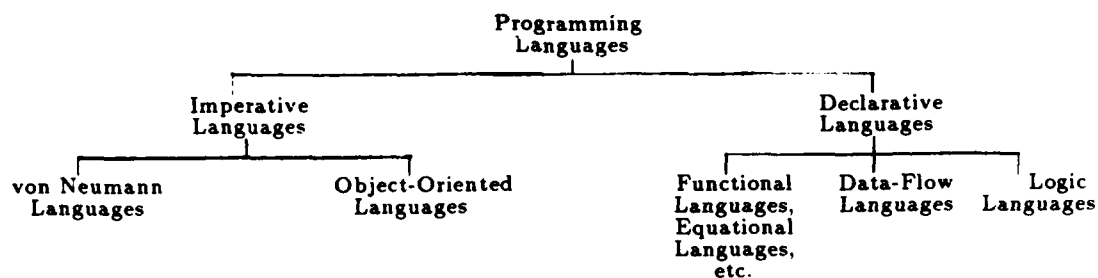 Programming
Languages
Imperative
Languages
Declarative
Languages
von Neumann
Languages
Object-Oriented
Languages
Functional
Languages,
Equational
Languages,
etc.
Data-Flow
Languages
Logic
Languages